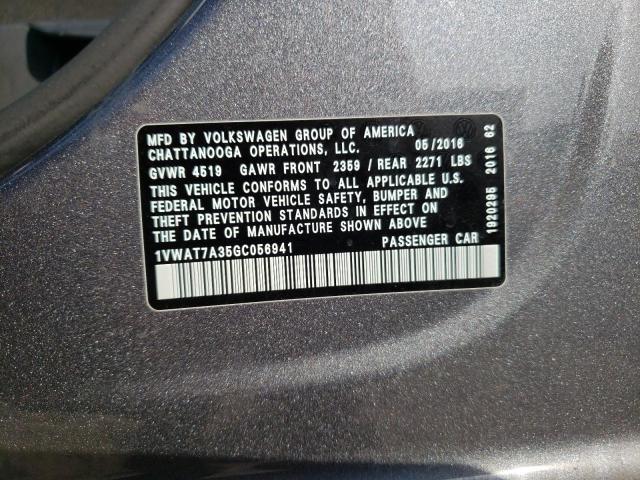 MFD BY VOLKSWAGEN GROUP OF AMERICA
CHATTANOOGA OPERATIONS, LLC. 05/2016
GVWR 4519 GAWR FRONT 2359 / REAR 2271 LBS
THIS VEHICLE CONFORMS TO ALL APPLICABLE U.S.
FEDERAL MOTOR VEHICLE SAFETY, BUMPER AND
THEFT PREVENTION STANDARDS IN EFFECT ON
THE DATE OF MANUFACTURE SHOWN ABOVE
1VWAT7A35GC056941 PASSENGER CAR
1920295 2016 62